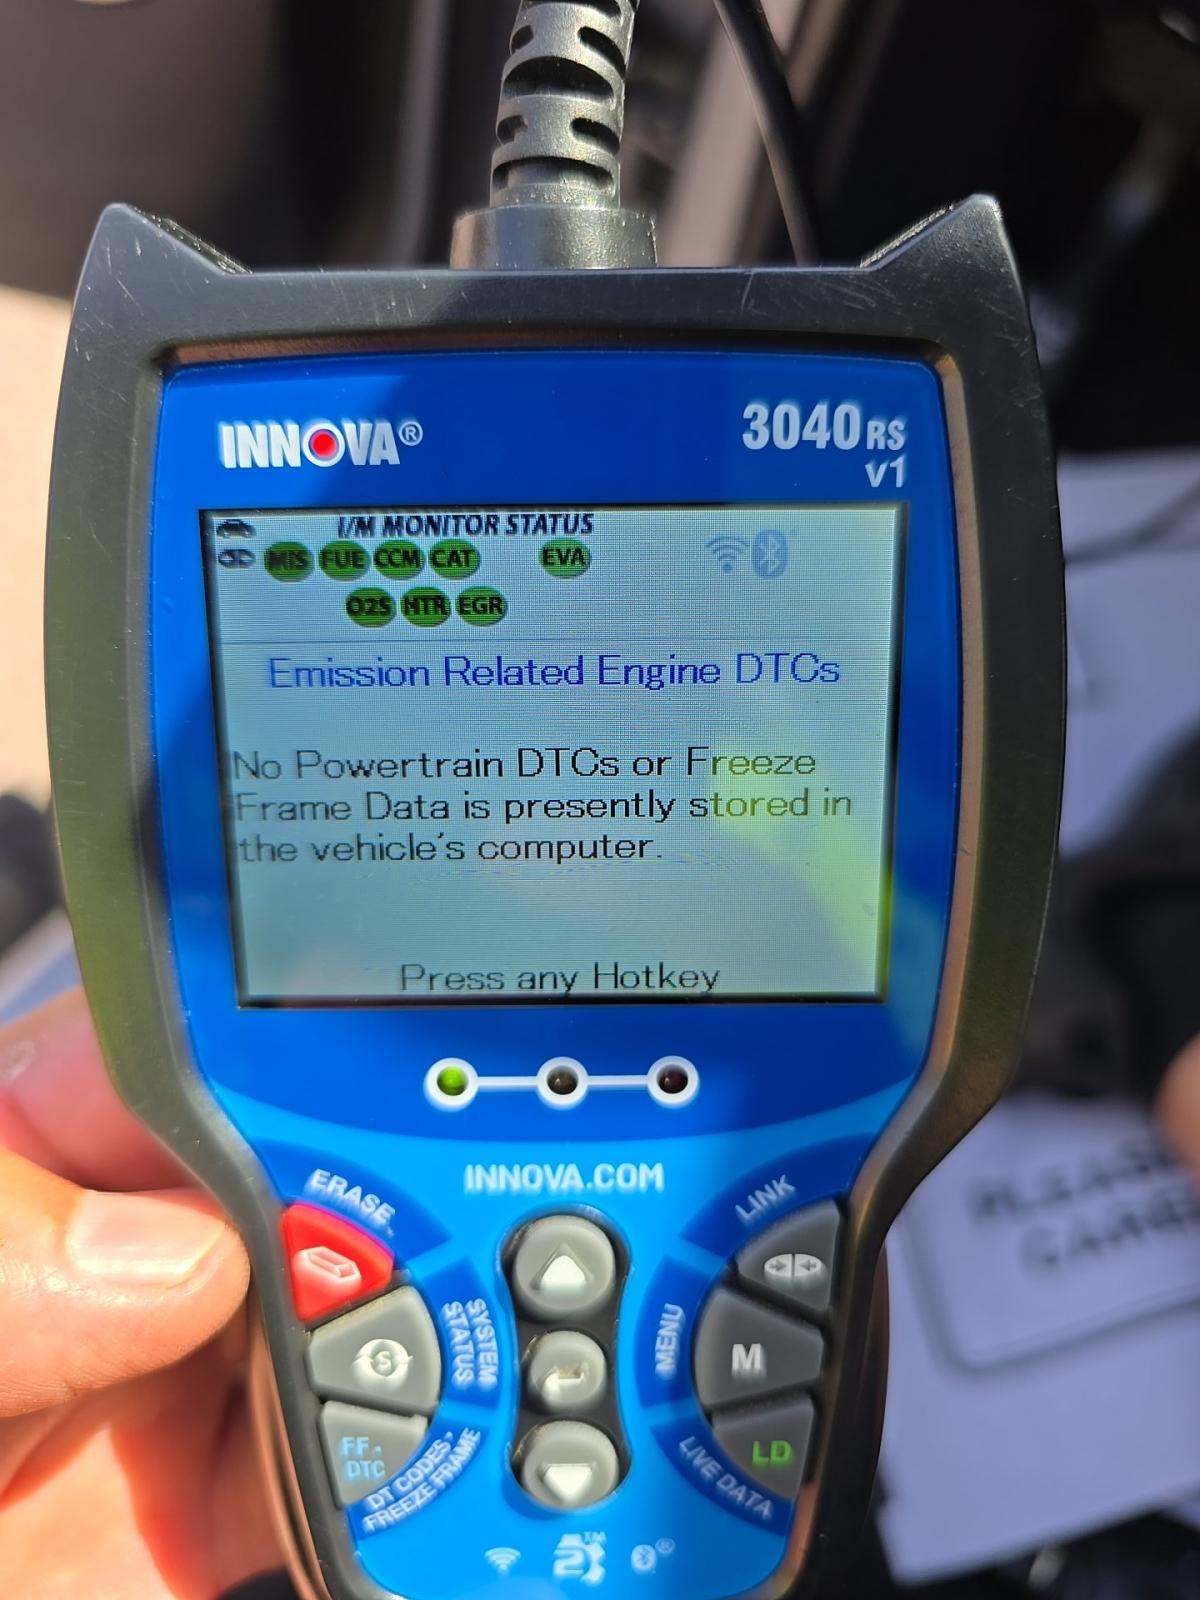 INNOVA®
3040RS
v1
I/M MONITOR STATUS
MIS FUE CCM CAT EVA
O2S HTR EGR
Emission Related Engine DTCs
No Powertrain DTCs or Freeze
Frame Data is presently stored in
the vehicle's computer.
Press any Hotkey
INNOVA.COM
ERASE
LINK
SYSTEM
STATUS
S
MENU
M
FF-
DTC
DT CODES-
FREEZE FRAME
LIVE DATA
LD
PLEASE